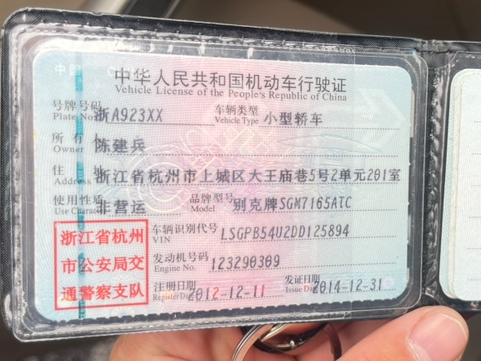 中华人民共和国机动车行驶证
Vehicle License of the People's Republic of China
号牌号码 浙A923XX 车辆类型 小型轿车
Plate No. Vehicle Type
所有人 陈建兵
Owner
住址 浙江省杭州市上城区大王庙巷5号2单元201室
Address
使用性质 非营运 品牌型号 别克牌SGM7165ATC
Use Character Model
浙江省杭州
市公安局交
通警察支队
车辆识别代号 LSGPB54U2DD125894
VIN
发动机号码 123290309
Engine No.
注册日期 2012-12-11 发证日期 2014-12-31
Register Date Issue Date